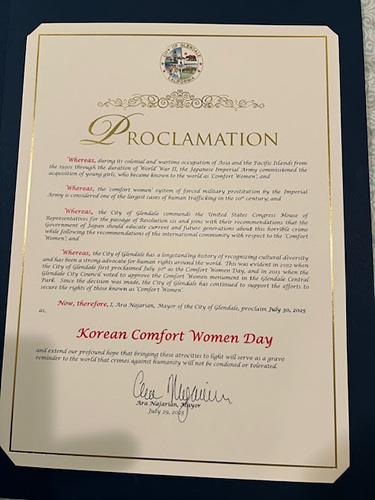 CITY OF GLENDALE
CALIFORNIA
PROCLAMATION
Whereas, during its colonial and wartime occupation of Asia and the Pacific Islands from
the 1930s through the duration of World War II, the Japanese Imperial Army commissioned the
acquisition of young girls, who became known to the world as 'Comfort Women'; and
Whereas, the 'comfort women' system of forced military prostitution by the Imperial
Army is considered one of the largest cases of human trafficking in the 20th century; and
Whereas, the City of Glendale commends the United States Congress House of
Representatives for the passage of Resolution 121 and joins with their recommendations that the
Government of Japan should educate current and future generations about this horrible crime
while following the recommendations of the international community with respect to the 'Comfort
Women'; and
Whereas, the City of Glendale has a longstanding history of recognizing cultural diversity
and has been a strong advocate for human rights around the world. This was evident in 2012 when
the City of Glendale first proclaimed July 30th as the Comfort Women Day, and in 2013 when the
Glendale City Council voted to approve the Comfort Women monument in the Glendale Central
Park. Since the decision was made, the City of Glendale has continued to support the efforts to
secure the rights of those known as 'Comfort Women'.
Now, therefore, I, Ara Najarian, Mayor of the City of Glendale, proclaim July 30, 2025
as,
Korean Comfort Women Day
and extend our profound hope that bringing these atrocities to light will serve as a grave
reminder to the world that crimes against humanity will not be condoned or tolerated.
Ara Najarian
Ara Najarian, Mayor
July 29, 2025